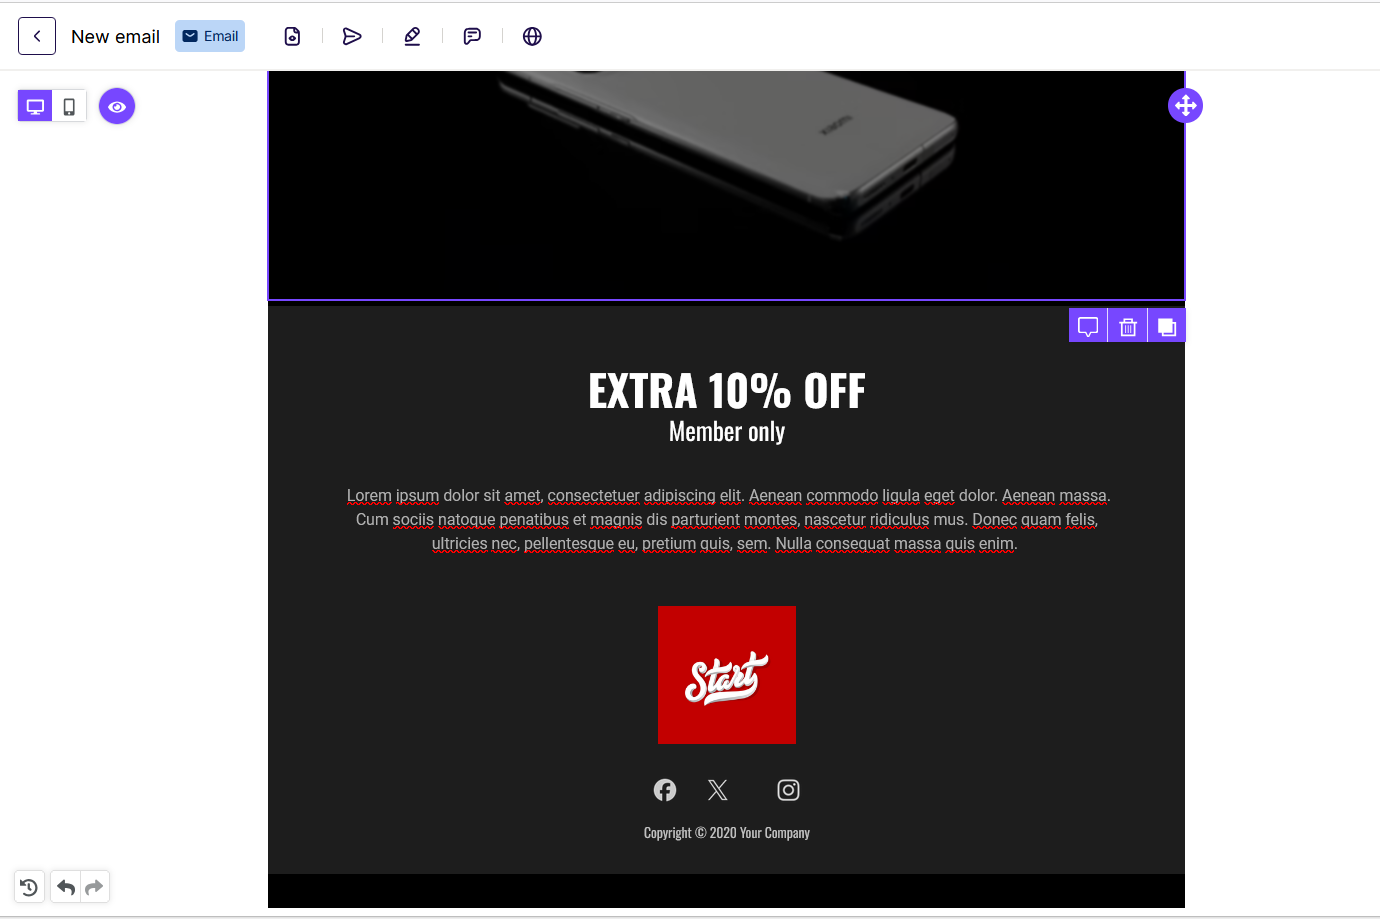 New email
Email
XIAOMI
EXTRA 10% OFF
Member only
Lorem ipsum dolor sit amet, consectetuer adipiscing elit. Aenean commodo ligula eget dolor. Aenean massa.
Cum sociis natoque penatibus et magnis dis parturient montes, nascetur ridiculus mus. Donec quam felis,
ultricies nec, pellentesque eu, pretium quis, sem. Nulla consequat massa quis enim.
Start
Copyright © 2020 Your Company